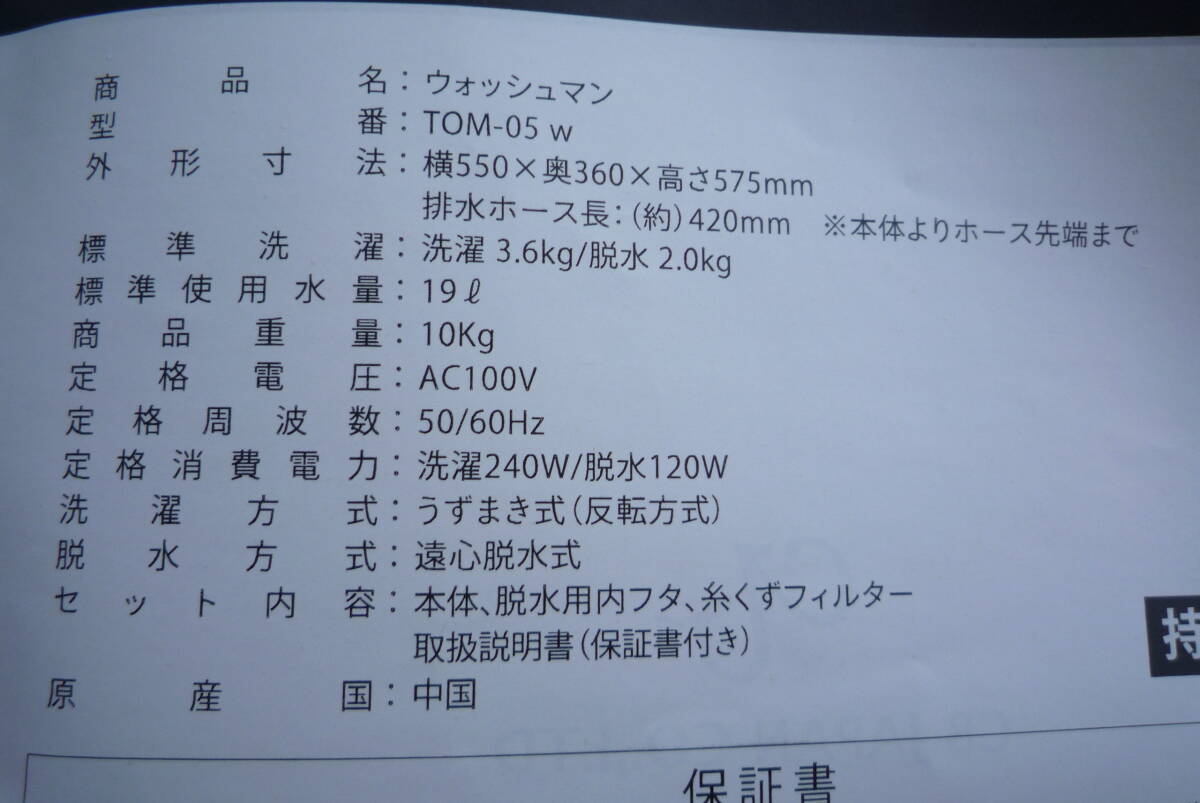 商品名：ウォッシュマン
型番：TOM-05 w
外形寸法：横550×奥360×高さ575mm
排水ホース長：(約)420mm ※本体よりホース先端まで
標準洗濯：洗濯 3.6kg/脱水 2.0kg
標準使用水量：19ℓ
商品重量：10Kg
定格電圧：AC100V
定格周波数：50/60Hz
定格消費電力：洗濯240W/脱水120W
洗濯方式：うずまき式(反転方式)
脱水方式：遠心脱水式
セット内容：本体、脱水用内フタ、糸くずフィルター
取扱説明書(保証書付き)
持
原産国：中国
保証書